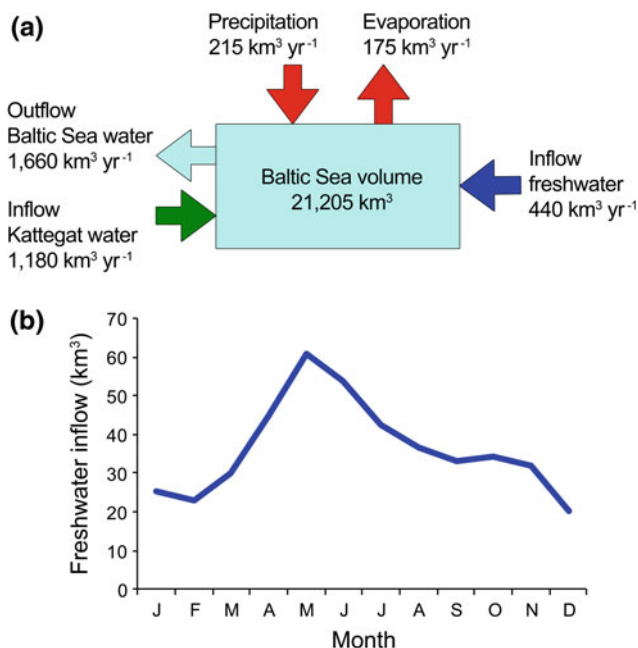 (a)
Precipitation
215 km³ yr⁻¹
Evaporation
175 km³ yr⁻¹
Outflow
Baltic Sea water
1,660 km³ yr⁻¹
Inflow
Kattegat water
1,180 km³ yr⁻¹
Baltic Sea volume
21,205 km³
Inflow
freshwater
440 km³ yr⁻¹
(b)
Freshwater inflow (km³)
70
60
50
40
30
20
10
0
J F M A M J J A S O N D
Month